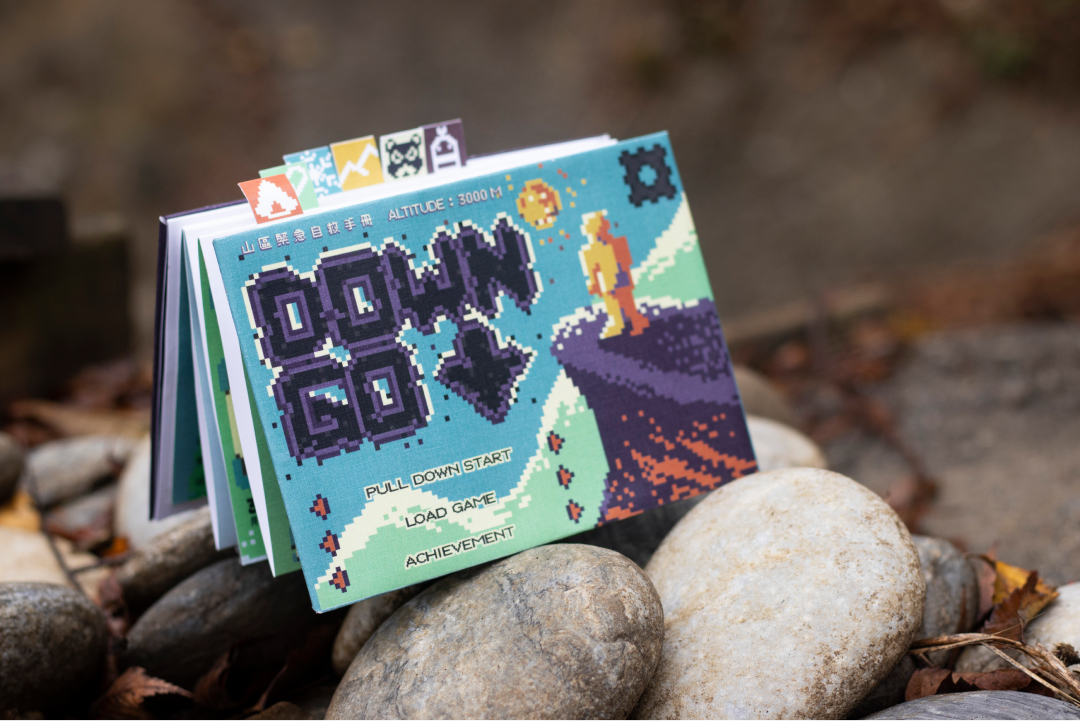 山區緊急自救手冊 ALTITUDE : 3000 M
DOWN
GO
PULL DOWN START
LOAD GAME
ACHIEVEMENT